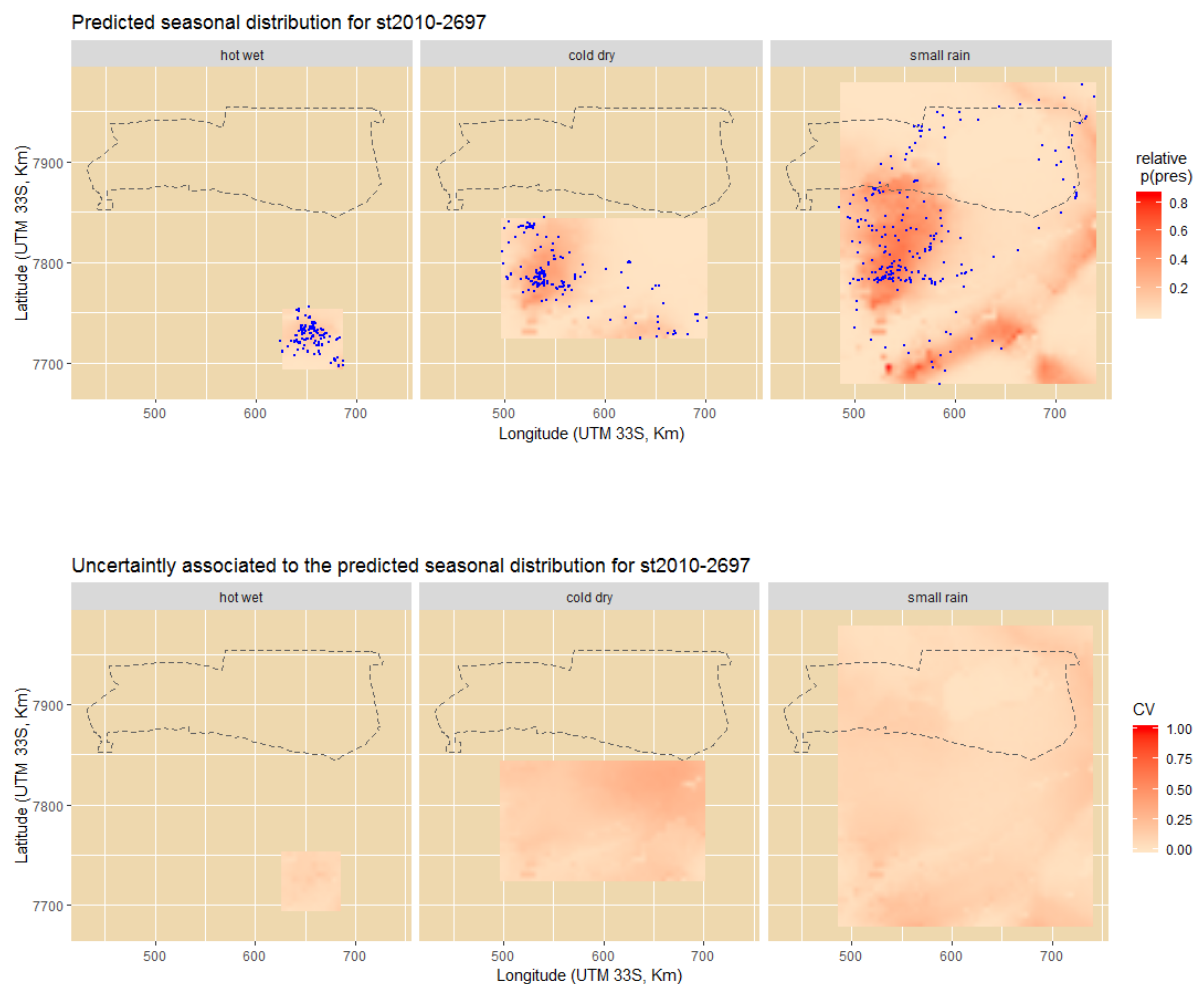 Predicted seasonal distribution for st2010-2697
hot wet
cold dry
small rain
Latitude (UTM 33S, Km)
7900
7800
7700
500
600
700
500
600
700
500
600
700
Longitude (UTM 33S, Km)
relative
p(pres)
0.8
0.6
0.4
0.2
Uncertaintly associated to the predicted seasonal distribution for st2010-2697
hot wet
cold dry
small rain
Latitude (UTM 33S, Km)
7900
7800
7700
500
600
700
500
600
700
500
600
700
Longitude (UTM 33S, Km)
CV
1.00
0.75
0.50
0.25
0.00